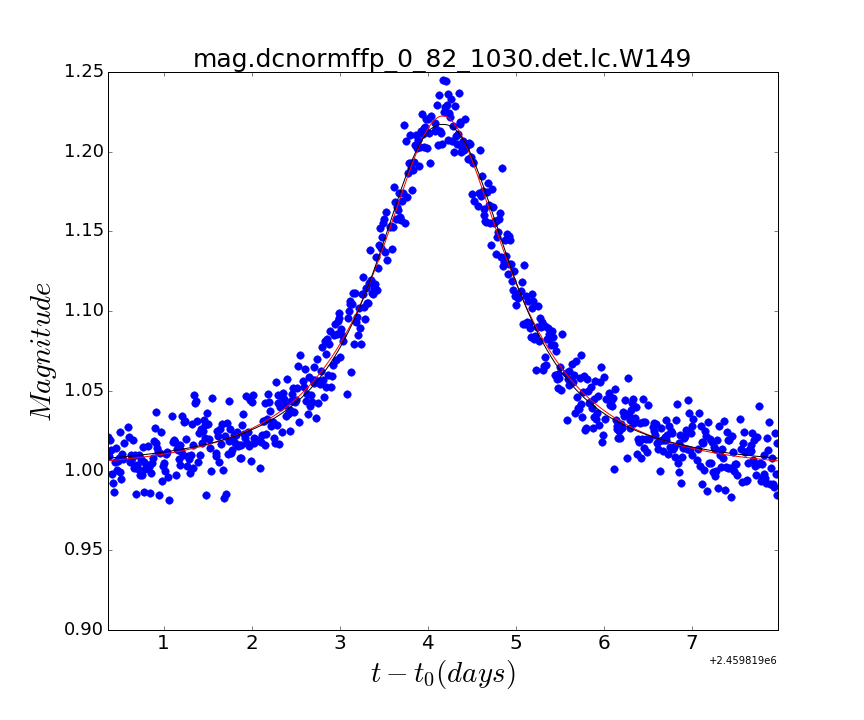 mag.dcnormffp_0_82_1030.det.lc.W149
1.25
1.20
1.15
1.10
1.05
1.00
0.95
0.90
Magnitude
1 2 3 4 5 6 7
+2.459819e6
t − t₀(days)